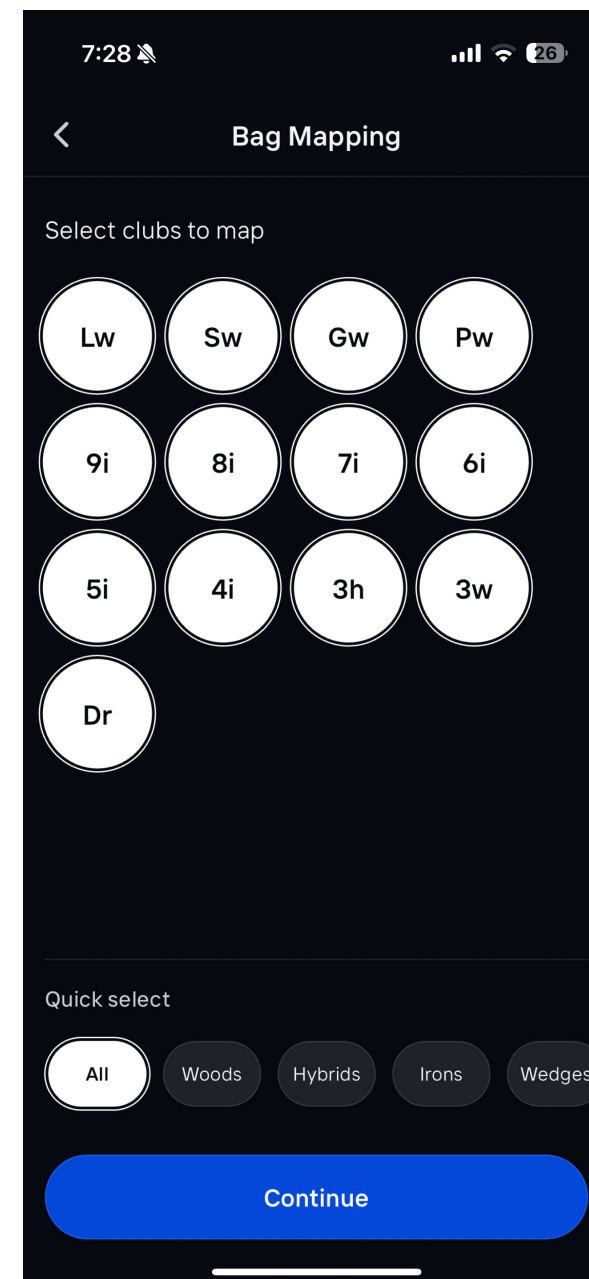 7:28 26
Bag Mapping
Select clubs to map
Lw Sw Gw Pw
9i 8i 7i 6i
5i 4i 3h 3w
Dr
Quick select
All Woods Hybrids Irons Wedges
Continue